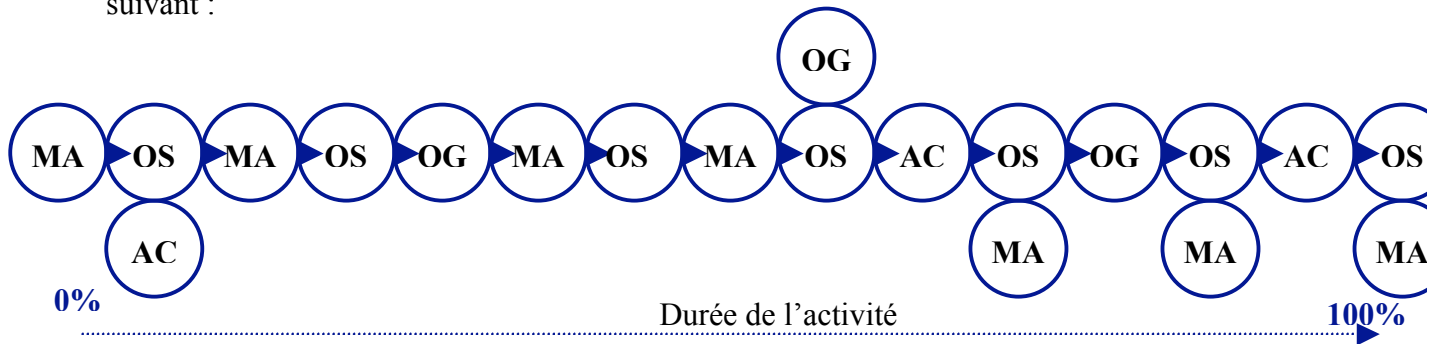 suivant :
OG
MA OS MA OS OG MA OS MA OS AC OS OG OS AC OS
AC MA MA MA
0% Durée de l’activité 100%